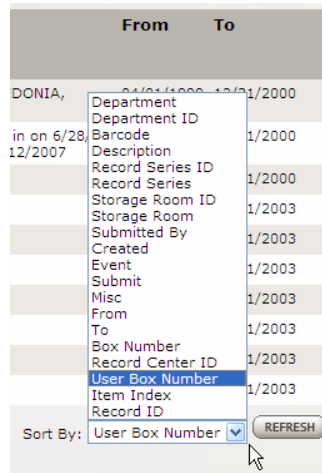 From To
DONIA,
1/2000
in on 6/28/
12/2007
1/2000
1/2000
1/2003
1/2003
1/2003
1/2003
1/2003
1/2003
1/2003
Department
Department ID
Barcode
Description
Record Series ID
Record Series
Storage Room ID
Storage Room
Submitted By
Created
Event
Submit
Misc
From
To
Box Number
Record Center ID
User Box Number
Item Index
Record ID
Sort By: User Box Number REFRESH